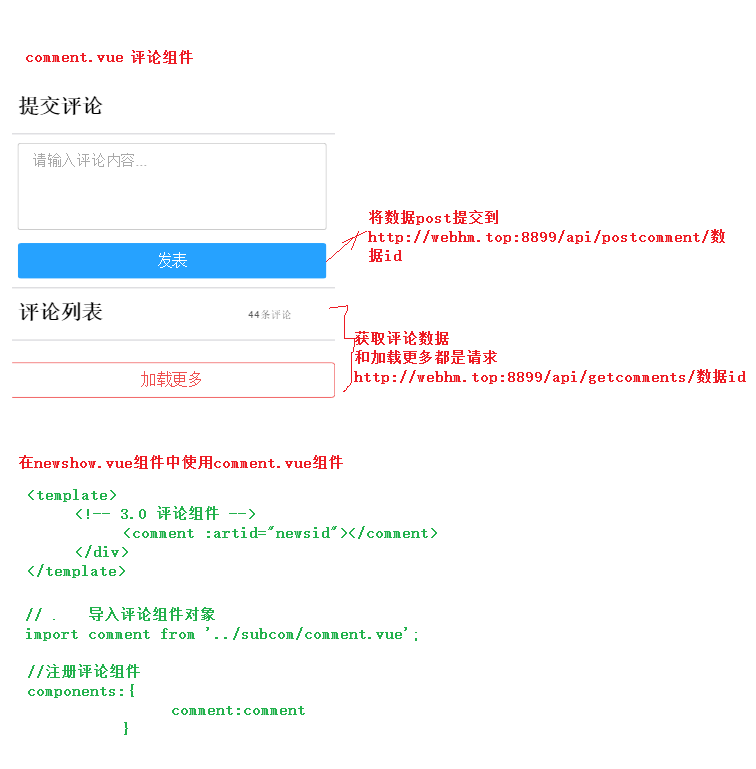 comment.vue 评论组件
提交评论
请输入评论内容...
将数据post提交到
http://webhm.top:8899/api/postcomment/数
据id
发表
评论列表 44条评论
获取评论数据
和加载更多都是请求
http://webhm.top:8899/api/getcomments/数据id
加载更多
在newshow.vue组件中使用comment.vue组件
<template>
<!-- 3.0 评论组件 -->
<comment :artid="newsid"></comment>
</div>
</template>
// . 导入评论组件对象
import comment from '../subcom/comment.vue';
//注册评论组件
components:{
comment:comment
}